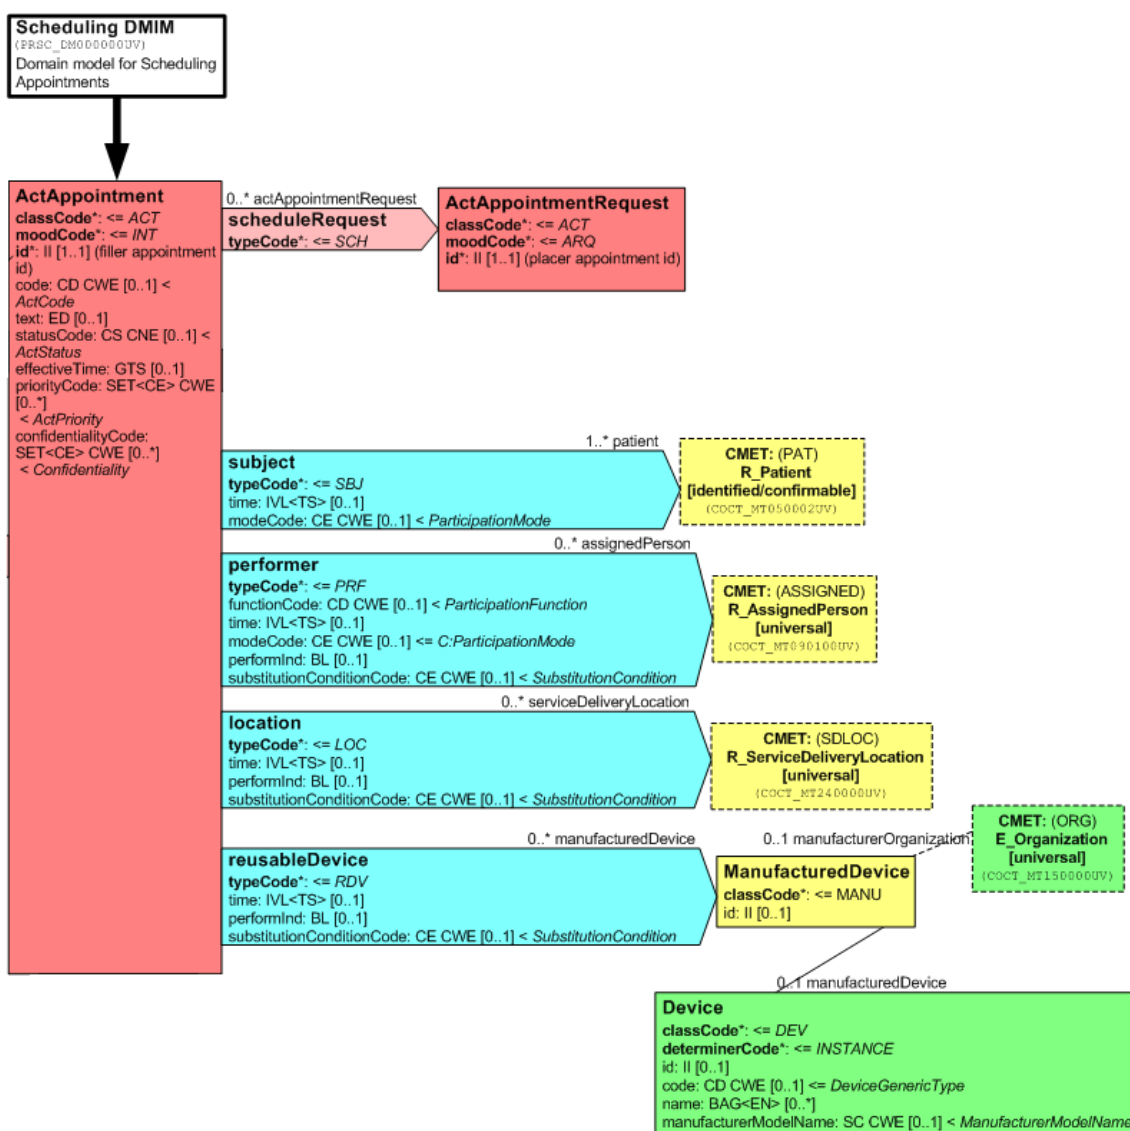 Scheduling DMIM
(PRSC_DM000000UV)
Domain model for Scheduling
Appointments
ActAppointment
classCode*: <= ACT
moodCode*: <= INT
id*: II [1..1] (filler appointment
id)
code: CD CWE [0..1] <
ActCode
text: ED [0..1]
statusCode: CS CNE [0..1] <
ActStatus
effectiveTime: GTS [0..1]
priorityCode: SET<CE> CWE
[0..*]
< ActPriority
confidentialityCode:
SET<CE> CWE [0..*]
< Confidentiality
0..* actAppointmentRequest
scheduleRequest
typeCode*: <= SCH
ActAppointmentRequest
classCode*: <= ACT
moodCode*: <= ARQ
id*: II [1..1] (placer appointment id)
1..* patient
subject
typeCode*: <= SBJ
time: IVL<TS> [0..1]
modeCode: CE CWE [0..1] < ParticipationMode
CMET: (PAT)
R_Patient
[identified/confirmable]
(COCT_MT050002UV)
0..* assignedPerson
performer
typeCode*: <= PRF
functionCode: CD CWE [0..1] < ParticipationFunction
time: IVL<TS> [0..1]
modeCode: CE CWE [0..1] <= C:ParticipationMode
performInd: BL [0..1]
substitutionConditionCode: CE CWE [0..1] < SubstitutionCondition
CMET: (ASSIGNED)
R_AssignedPerson
[universal]
(COCT_MT090100UV)
0..* serviceDeliveryLocation
location
typeCode*: <= LOC
time: IVL<TS> [0..1]
performInd: BL [0..1]
substitutionConditionCode: CE CWE [0..1] < SubstitutionCondition
CMET: (SDLOC)
R_ServiceDeliveryLocation
[universal]
(COCT_MT240000UV)
0..* manufacturedDevice
reusableDevice
typeCode*: <= RDV
time: IVL<TS> [0..1]
performInd: BL [0..1]
substitutionConditionCode: CE CWE [0..1] < SubstitutionCondition
0..1 manufacturerOrganization
ManufacturedDevice
classCode*: <= MANU
id: II [0..1]
CMET: (ORG)
E_Organization
[universal]
(COCT_MT150000UV)
0..1 manufacturedDevice
Device
classCode*: <= DEV
determinerCode*: <= INSTANCE
id: II [0..1]
code: CD CWE [0..1] <= DeviceGenericType
name: BAG<EN> [0..*]
manufacturerModelName: SC CWE [0..1] < ManufacturerModelName